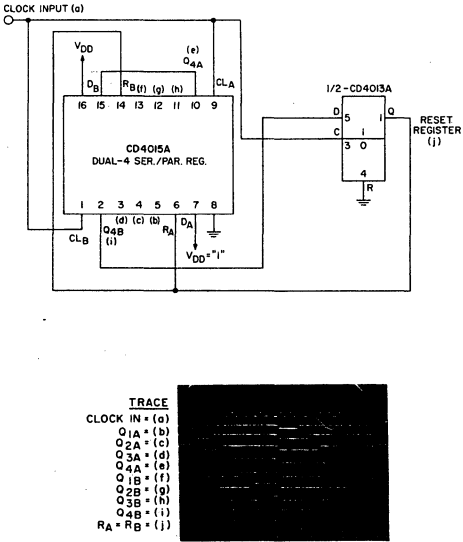 CLOCK INPUT (a)
VDD
DB
RB (f) (g) (h)
(e)
Q4A
CLA
16 15 14 13 12 11 10 9
CD4015A
DUAL-4 SER./PAR. REG.
1 2 3 4 5 6 7 8
(d) (c) (b)
CLB
Q4B
(i)
RA
DA
VDD="1"
1/2-CD4013A
D 5 1 Q
C 3 1 0
4
R
RESET
REGISTER
(j)
TRACE
CLOCK IN = (a)
Q1A = (b)
Q2A = (c)
Q3A = (d)
Q4A = (e)
Q1B = (f)
Q2B = (g)
Q3B = (h)
Q4B = (i)
RA = RB = (j)